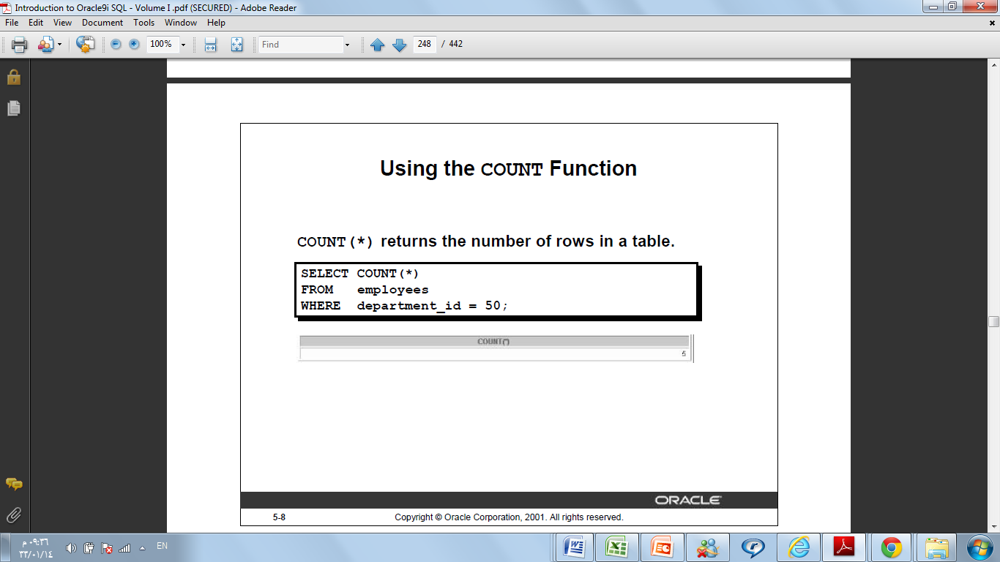 Introduction to Oracle9i SQL - Volume I .pdf (SECURED) - Adobe Reader
File Edit View Document Tools Window Help
100% Find 248 / 442
Using the COUNT Function
COUNT(*) returns the number of rows in a table.
SELECT COUNT(*)
FROM employees
WHERE department_id = 50;
COUNT(*)
5
ORACLE
5-8 Copyright © Oracle Corporation, 2001. All rights reserved.
٠٩:٣٦ م
٣٣/٠١/١٤
EN